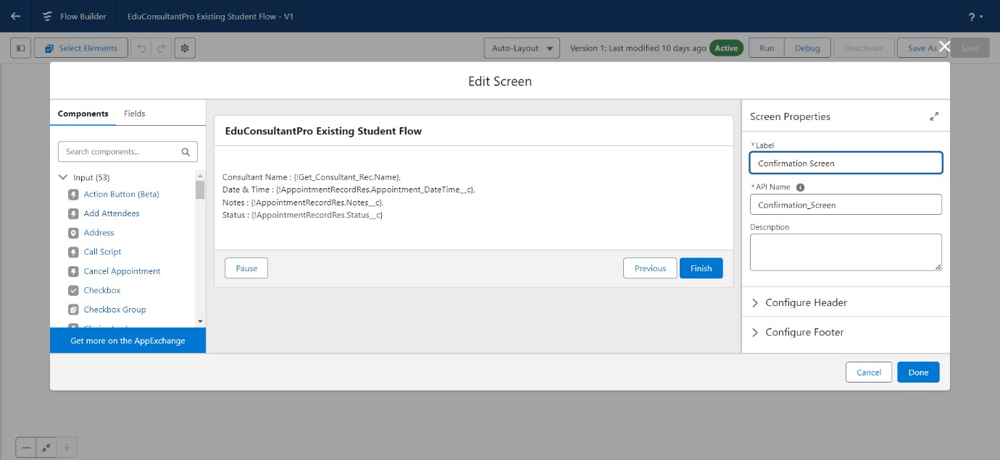 Flow Builder
EduConsultantPro Existing Student Flow - V1
?
Select Elements
Auto-Layout
Version 1: Last modified 10 days ago
Active
Run
Debug
Deactivate
Save As
Save
Edit Screen
Components
Fields
Search components...
Input (53)
Action Button (Beta)
Add Attendees
Address
Call Script
Cancel Appointment
Checkbox
Checkbox Group
Get more on the AppExchange
EduConsultantPro Existing Student Flow
Consultant Name : {!Get_Consultant_Rec.Name},
Date & Time : {!AppointmentRecordRes.Appointment_DateTime__c},
Notes : {!AppointmentRecordRes.Notes__c},
Status : {!AppointmentRecordRes.Status__c}
Pause
Previous
Finish
Screen Properties
*Label
Confirmation Screen
*API Name
Confirmation_Screen
Description
Configure Header
Configure Footer
Cancel
Done